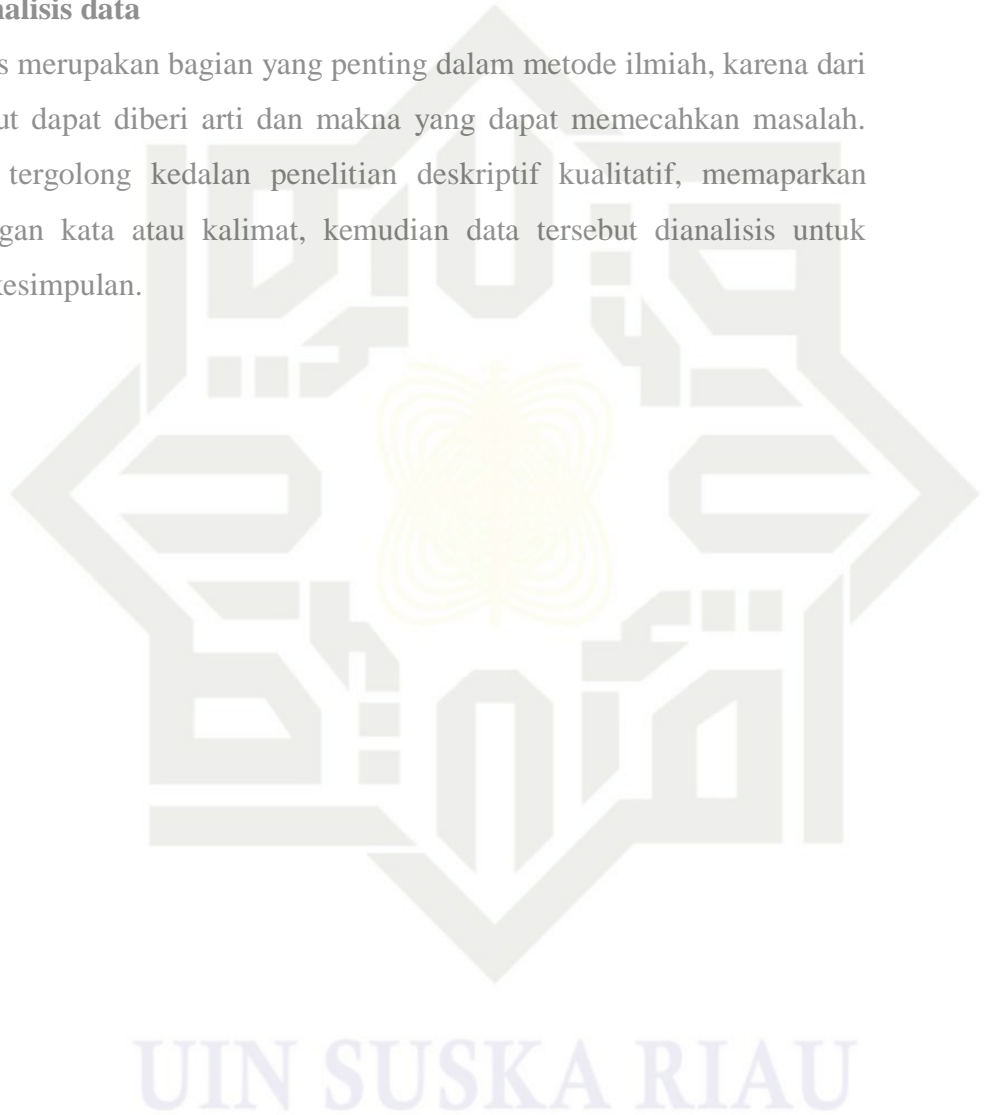 nalisis data
s merupakan bagian yang penting dalam metode ilmiah, karena dari
ut dapat diberi arti dan makna yang dapat memecahkan masalah.
tergolong kedalan penelitian deskriptif kualitatif, memaparkan
gan kata atau kalimat, kemudian data tersebut dianalisis untuk
kesimpulan.
UIN SUSKA RIAU